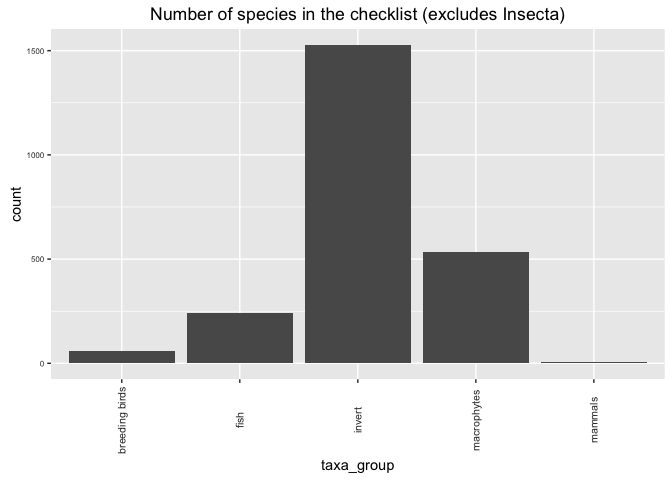 Number of species in the checklist (excludes Insecta)
count
1500
1000
500
0
breeding birds
fish
invert
macrophytes
mammals
taxa_group